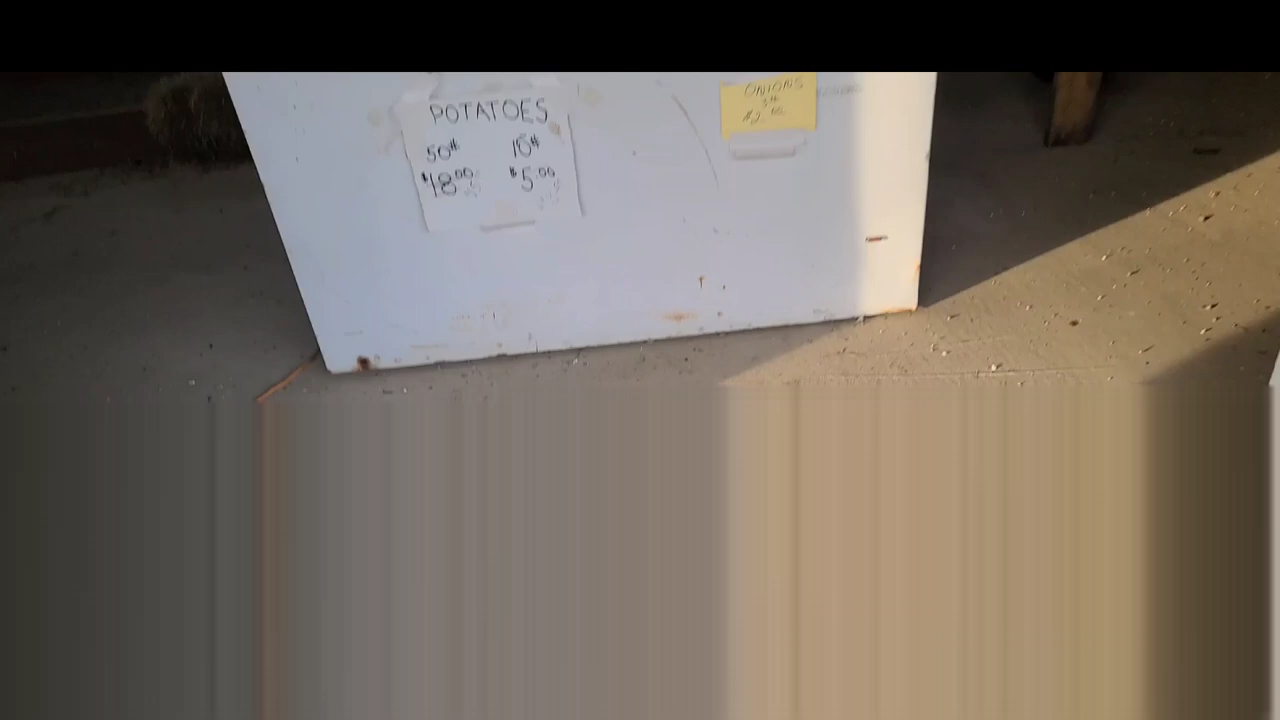 POTATOES
50# 10#
$18.00 $5.00
ONIONS
3#
$2.00